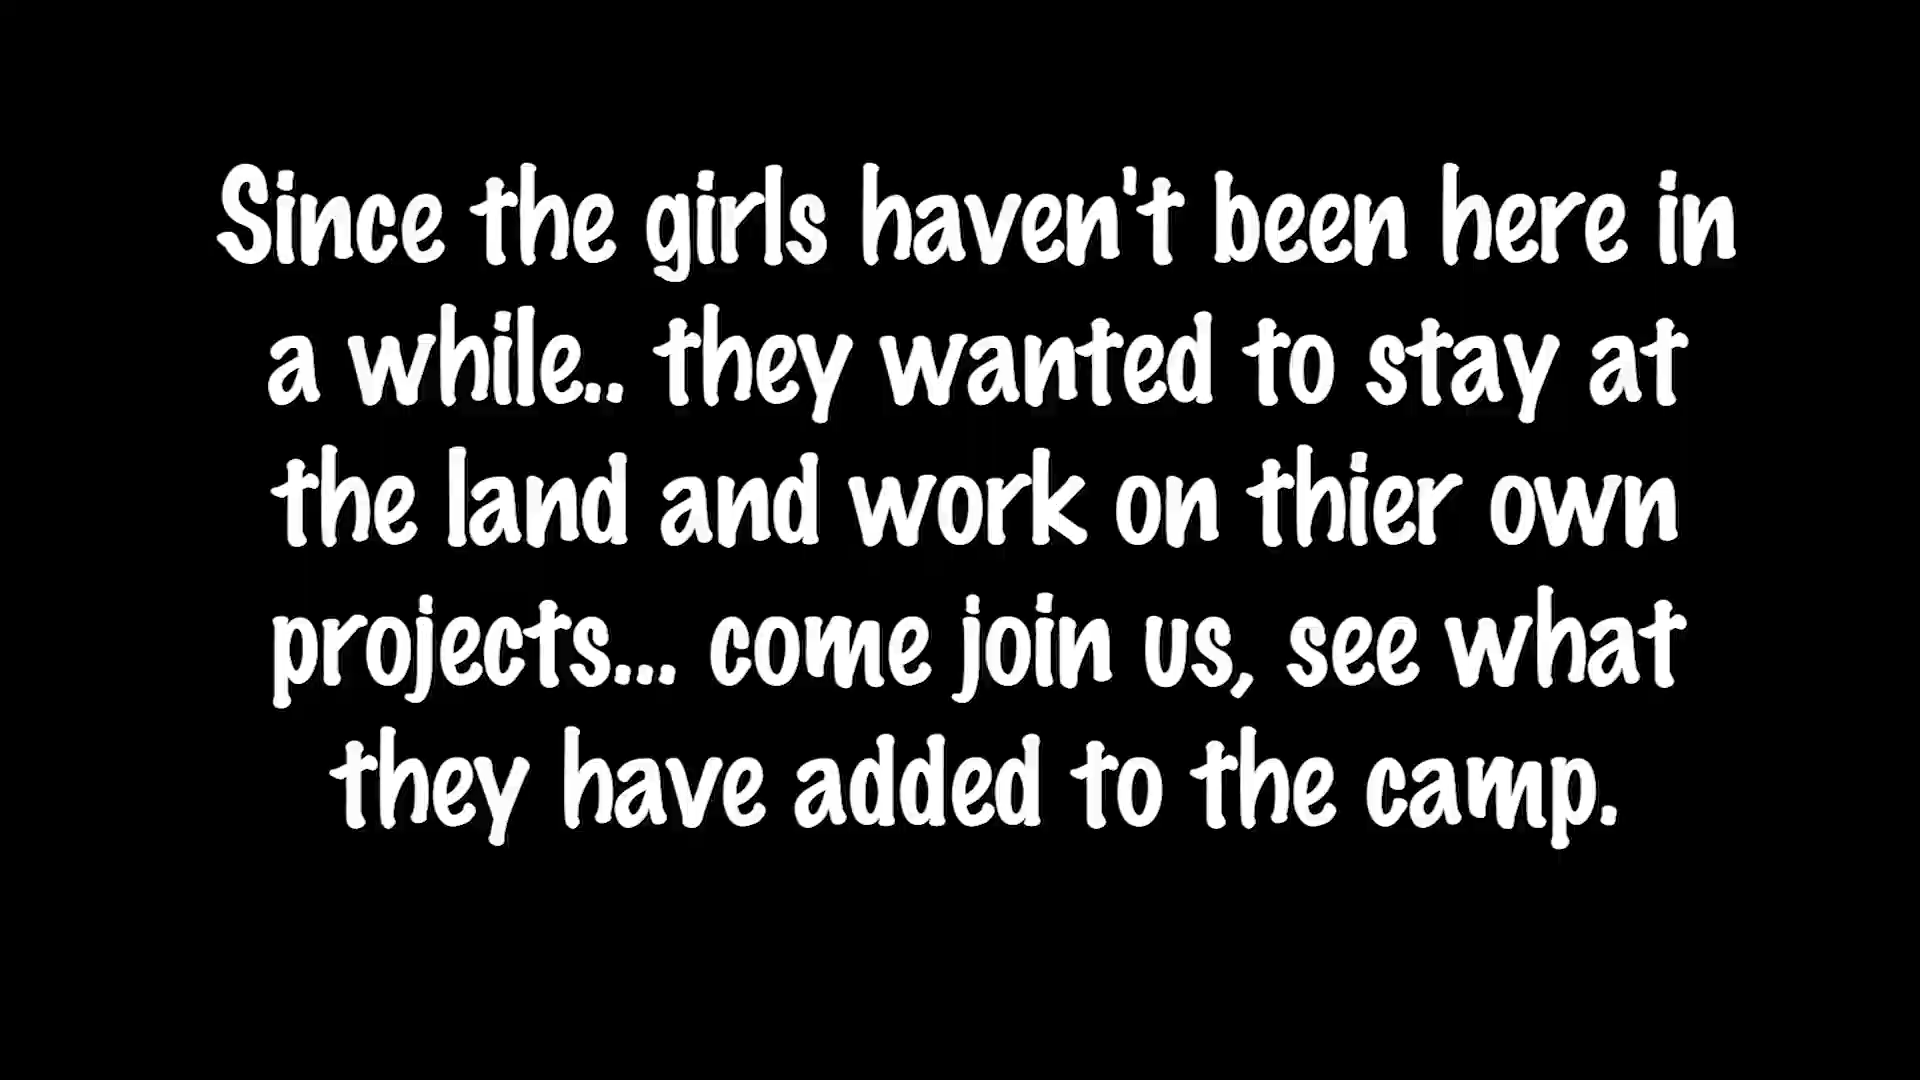 Since the girls haven't been here in
a while.. they wanted to stay at
the land and work on thier own
projects... come join us, see what
they have added to the camp.